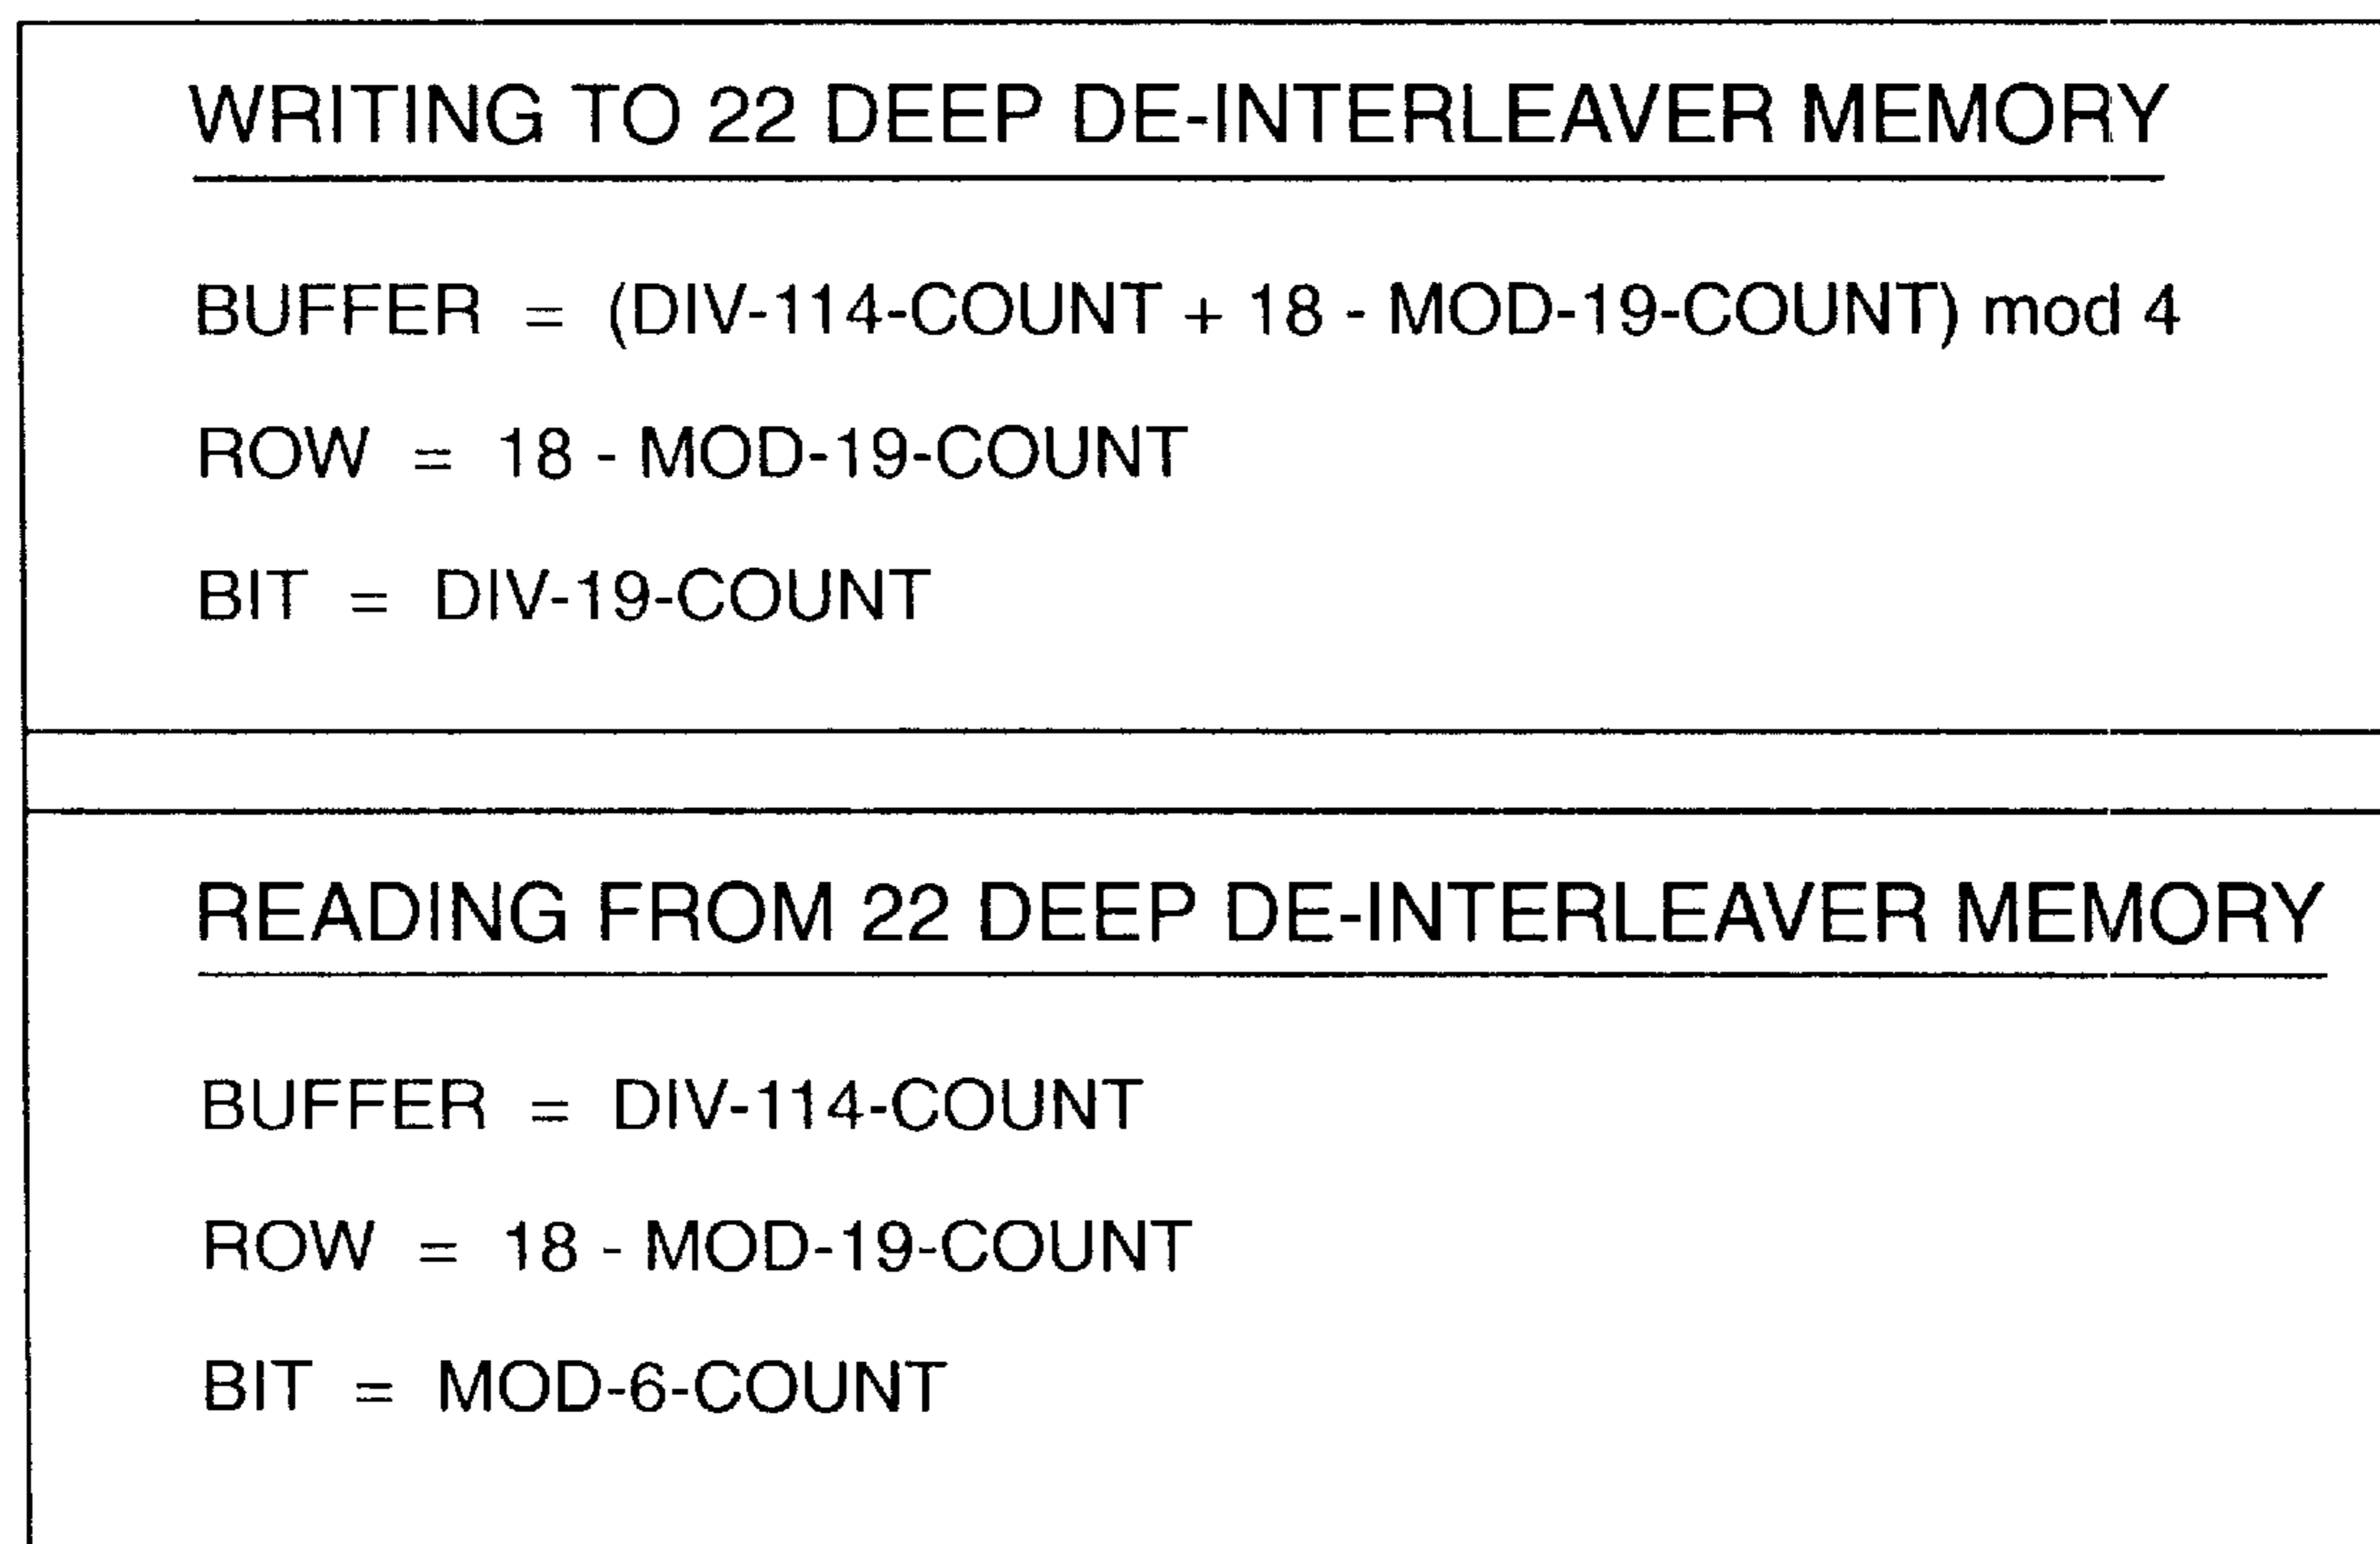 WRITING TO 22 DEEP DE-INTERLEAVER MEMORY
BUFFER = (DIV-114-COUNT + 18 - MOD-19-COUNT) mod 4
ROW = 18 - MOD-19-COUNT
BIT = DIV-19-COUNT
READING FROM 22 DEEP DE-INTERLEAVER MEMORY
BUFFER = DIV-114-COUNT
ROW = 18 - MOD-19-COUNT
BIT = MOD-6-COUNT